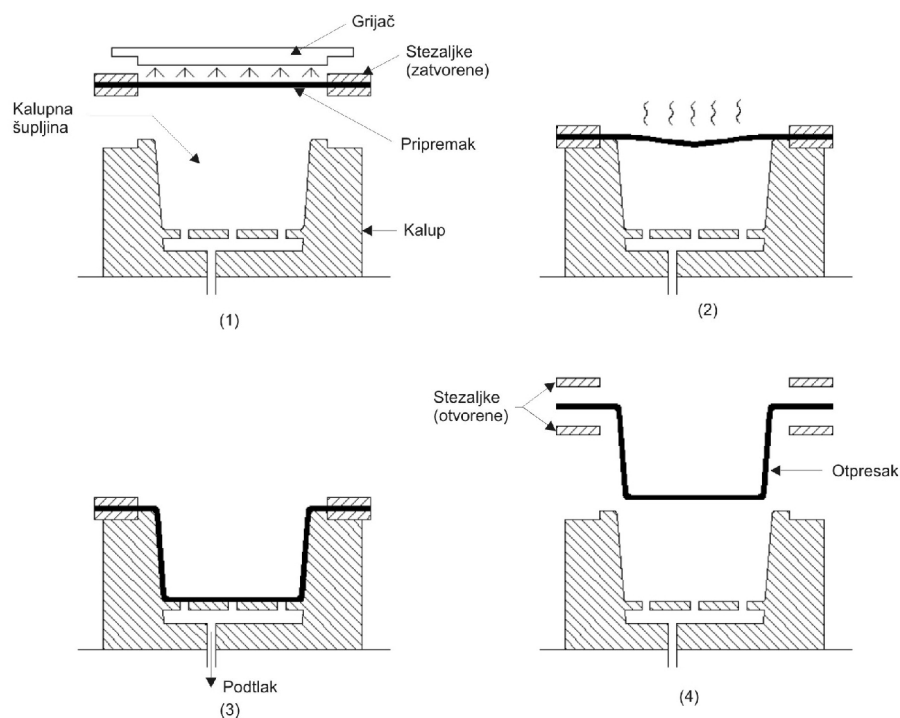 Grijač
Stezaljke
(zatvorene)
Kalupna
šupljina
Pripremak
Kalup
(1)
(2)
Stezaljke
(otvorene)
Otpresak
Podtlak
(3)
(4)